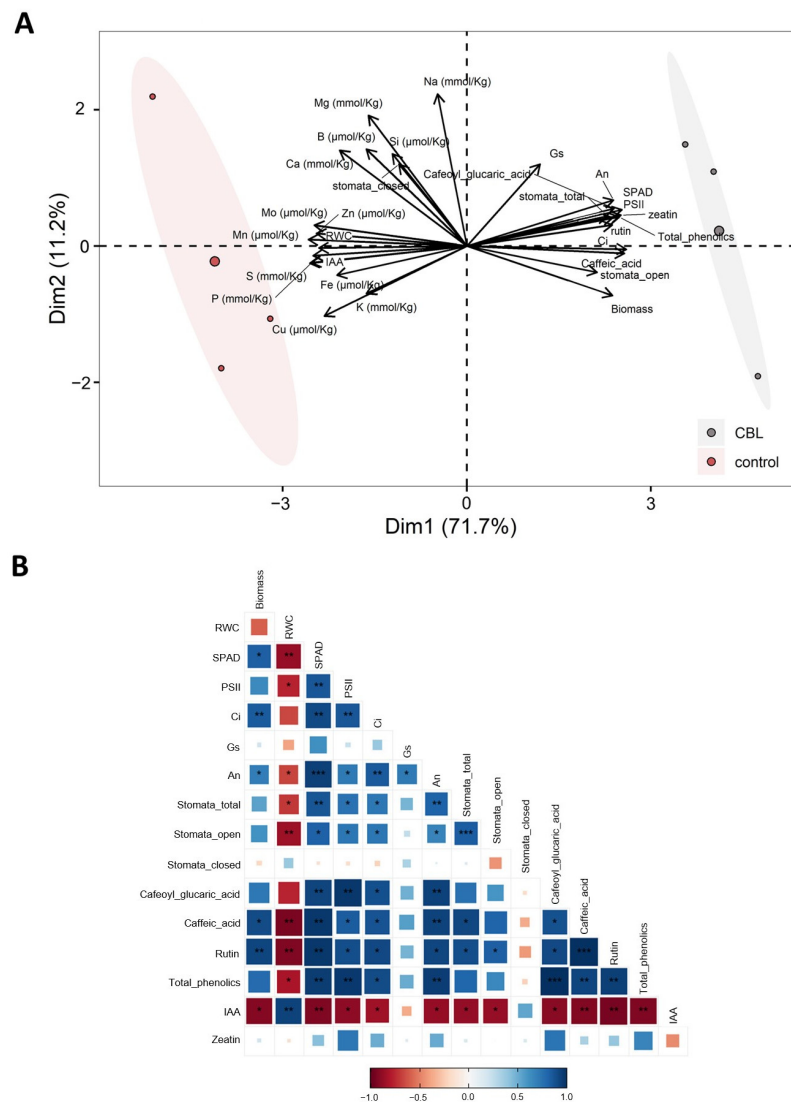 A
Dim2 (11.2%)
2
0
−2
Na (mmol/Kg)
Mg (mmol/Kg)
B (μmol/Kg)
Si (μmol/Kg)
Ca (mmol/Kg)
stomata_closed
Gs
Cafeoyl_glucaric_acid
An
stomata_total
SPAD
PSII
zeatin
Mo (μmol/Kg)
Zn (μmol/Kg)
Mn (μmol/Kg)
RWC
rutin
Total_phenolics
Ci
IAA
Caffeic_acid
S (mmol/Kg)
Fe (μmol/Kg)
stomata_open
P (mmol/Kg)
K (mmol/Kg)
Biomass
Cu (μmol/Kg)
CBL
control
−3
0
3
Dim1 (71.7%)
B
Biomass
RWC
RWC
SPAD * **
SPAD
PSII * **
PSII
Ci ** ** **
Ci
Gs
Gs
An * * *** * ** *
An
Stomata_total * ** * * **
Stomata_total
Stomata_open ** * * * * ***
Stomata_open
Stomata_closed
Stomata_closed
Cafeoyl_glucaric_acid ** ** * **
Cafeoyl_glucaric_acid
Caffeic_acid * ** ** * * ** * *
Caffeic_acid
Rutin ** ** ** * * * * * * ***
Rutin
Total_phenolics * ** ** * ** *** ** **
Total_phenolics
IAA * ** ** * * * * * * ** ** **
IAA
Zeatin
−1.0
−0.5
0.0
0.5
1.0